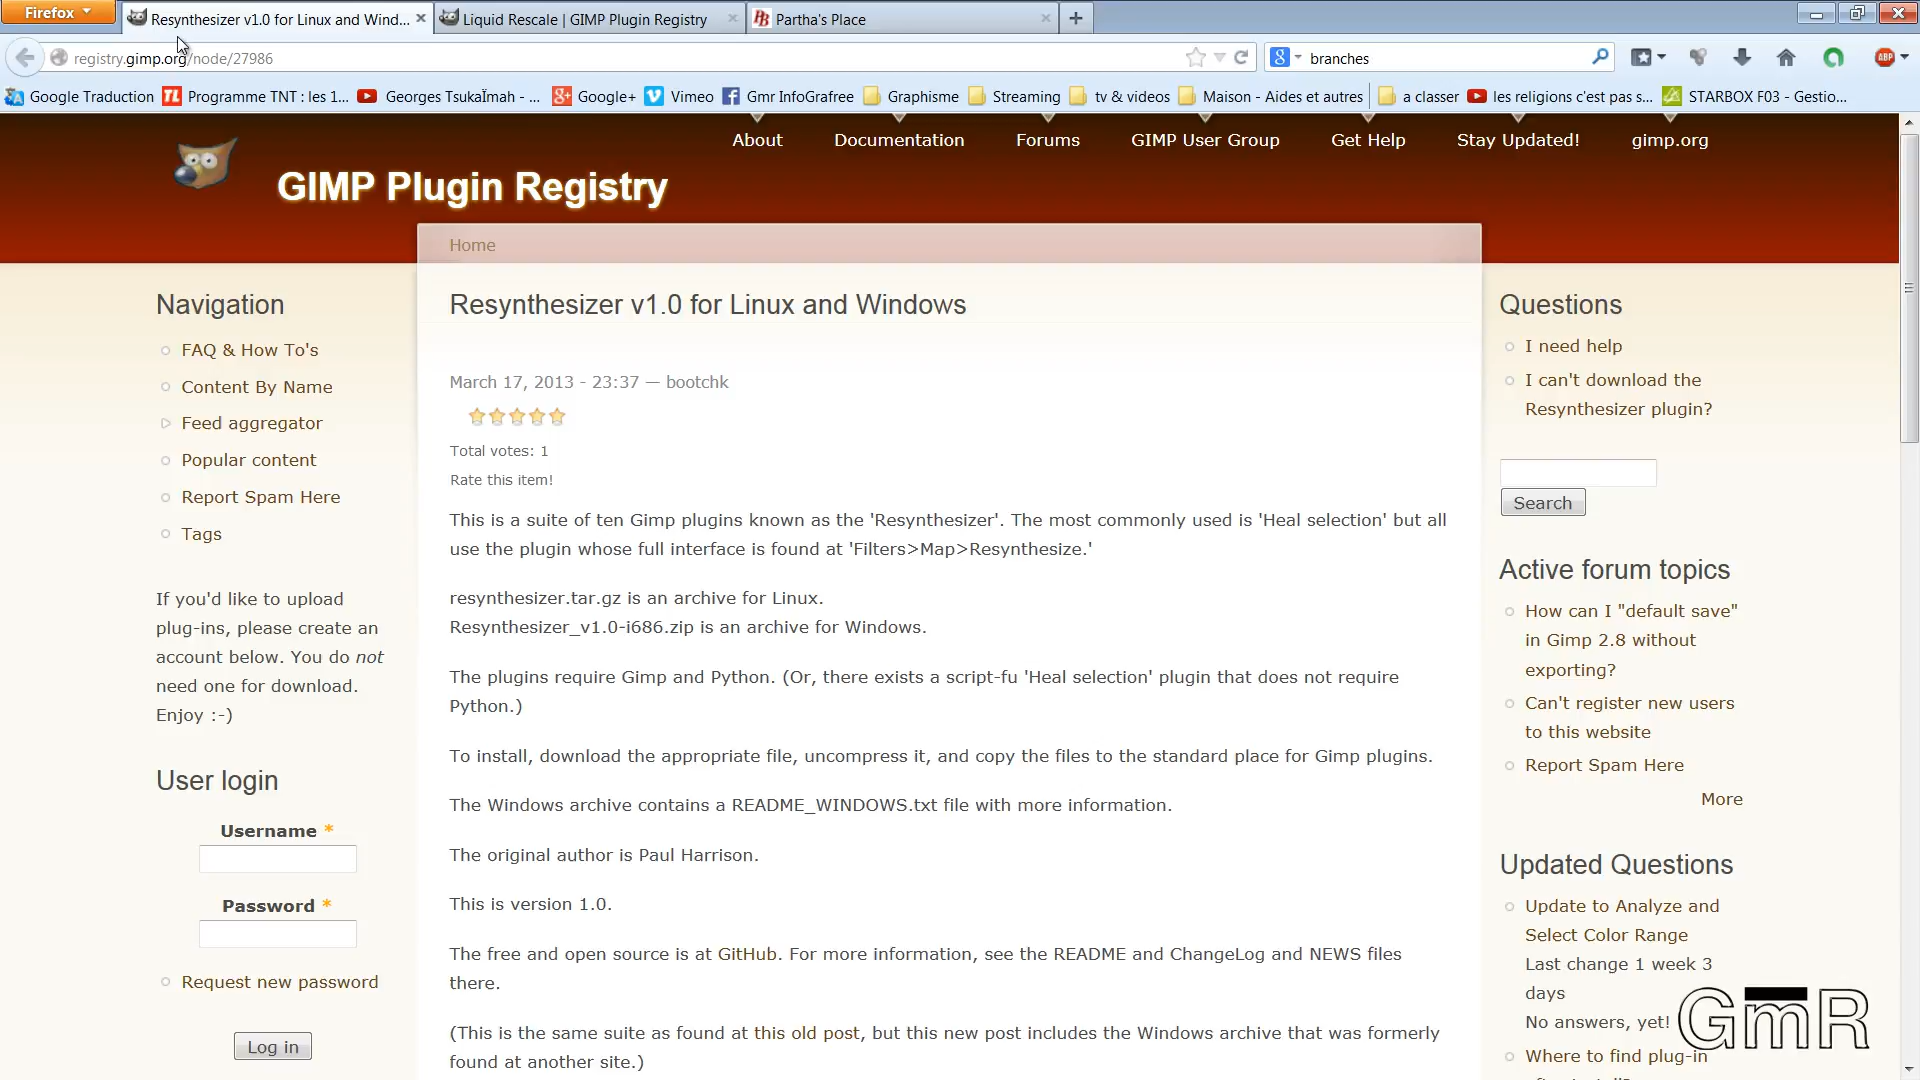 Firefox
Resynthesizer v1.0 for Linux and Wind...
Liquid Rescale | GIMP Plugin Registry
Partha's Place
registry.gimp.org/node/27986
branches
Google Traduction
Programme TNT : les 1...
Georges Tsukalmah - ...
Google+
Vimeo
Gmr InfoGrafree
Graphisme
Streaming
tv & videos
Maison - Aides et autres
a classer
les religions c'est pas s...
STARBOX F03 - Gestio...
ABP
About
Documentation
Forums
GIMP User Group
Get Help
Stay Updated!
gimp.org
GIMP Plugin Registry
Home
Navigation
FAQ & How To's
Content By Name
Feed aggregator
Popular content
Report Spam Here
Tags
If you'd like to upload
plug-ins, please create an
account below. You do not
need one for download.
Enjoy :-)
User login
Username *
Password *
Request new password
Log in
Resynthesizer v1.0 for Linux and Windows
March 17, 2013 - 23:37 — bootchk
Total votes: 1
Rate this item!
This is a suite of ten Gimp plugins known as the 'Resynthesizer'. The most commonly used is 'Heal selection' but all
use the plugin whose full interface is found at 'Filters>Map>Resynthesize.'
resynthesizer.tar.gz is an archive for Linux.
Resynthesizer_v1.0-i686.zip is an archive for Windows.
The plugins require Gimp and Python. (Or, there exists a script-fu 'Heal selection' plugin that does not require
Python.)
To install, download the appropriate file, uncompress it, and copy the files to the standard place for Gimp plugins.
The Windows archive contains a README_WINDOWS.txt file with more information.
The original author is Paul Harrison.
This is version 1.0.
The free and open source is at GitHub. For more information, see the README and ChangeLog and NEWS files
there.
(This is the same suite as found at this old post, but this new post includes the Windows archive that was formerly
found at another site.)
Questions
I need help
I can't download the
Resynthesizer plugin?
Search
Active forum topics
How can I "default save"
in Gimp 2.8 without
exporting?
Can't register new users
to this website
Report Spam Here
More
Updated Questions
Update to Analyze and
Select Color Range
Last change 1 week 3
days
No answers, yet!
Where to find plug-in
GmR